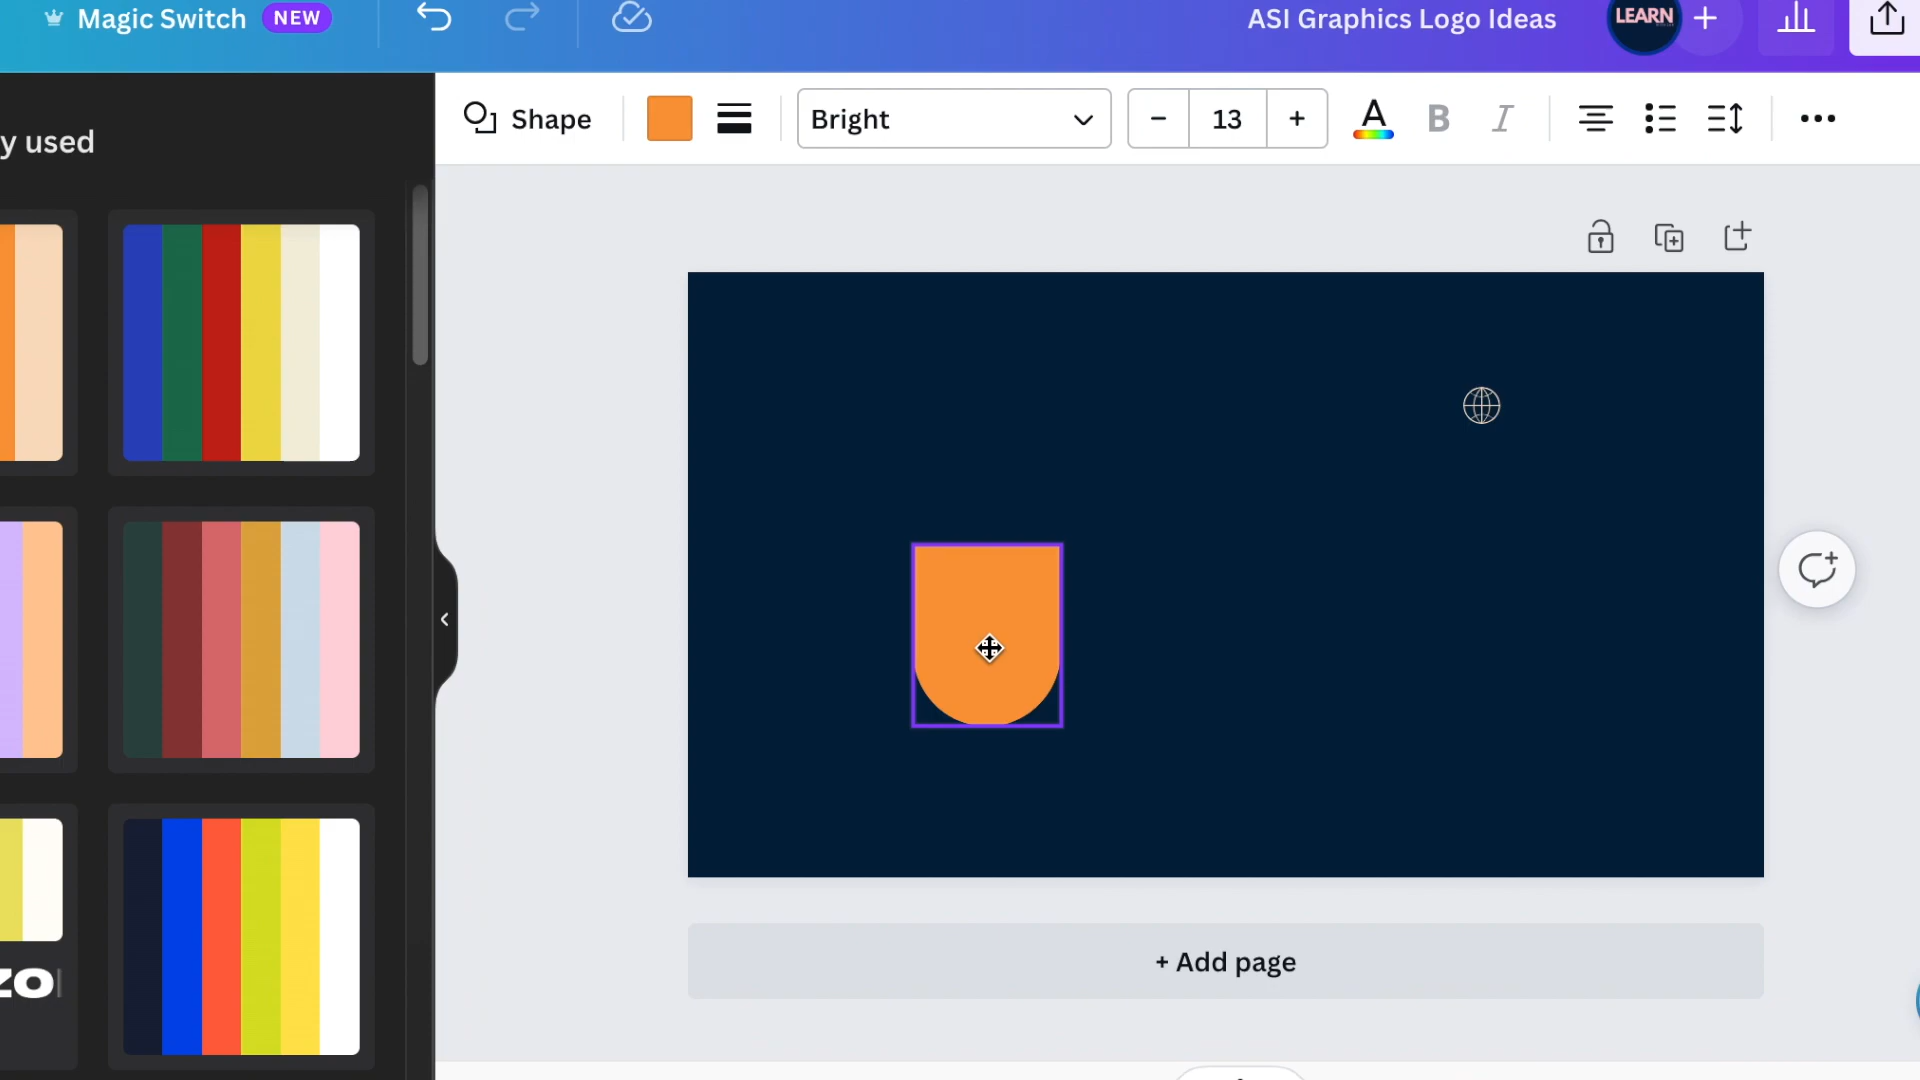 Magic Switch NEW
ASI Graphics Logo Ideas
LEARN
y used
Shape
Bright
13
A
B
I
+ Add page